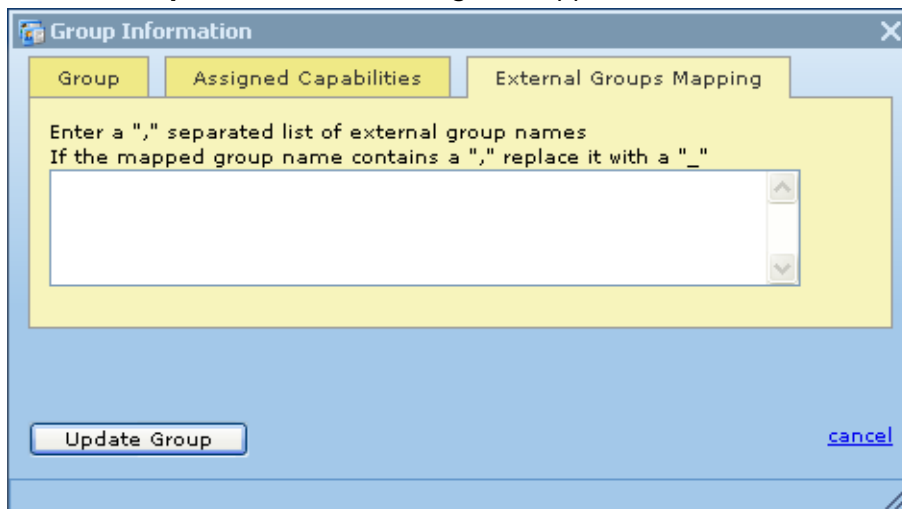 Group Information
Group
Assigned Capabilities
External Groups Mapping
Enter a "," separated list of external group names
If the mapped group name contains a "," replace it with a "_"
Update Group
cancel